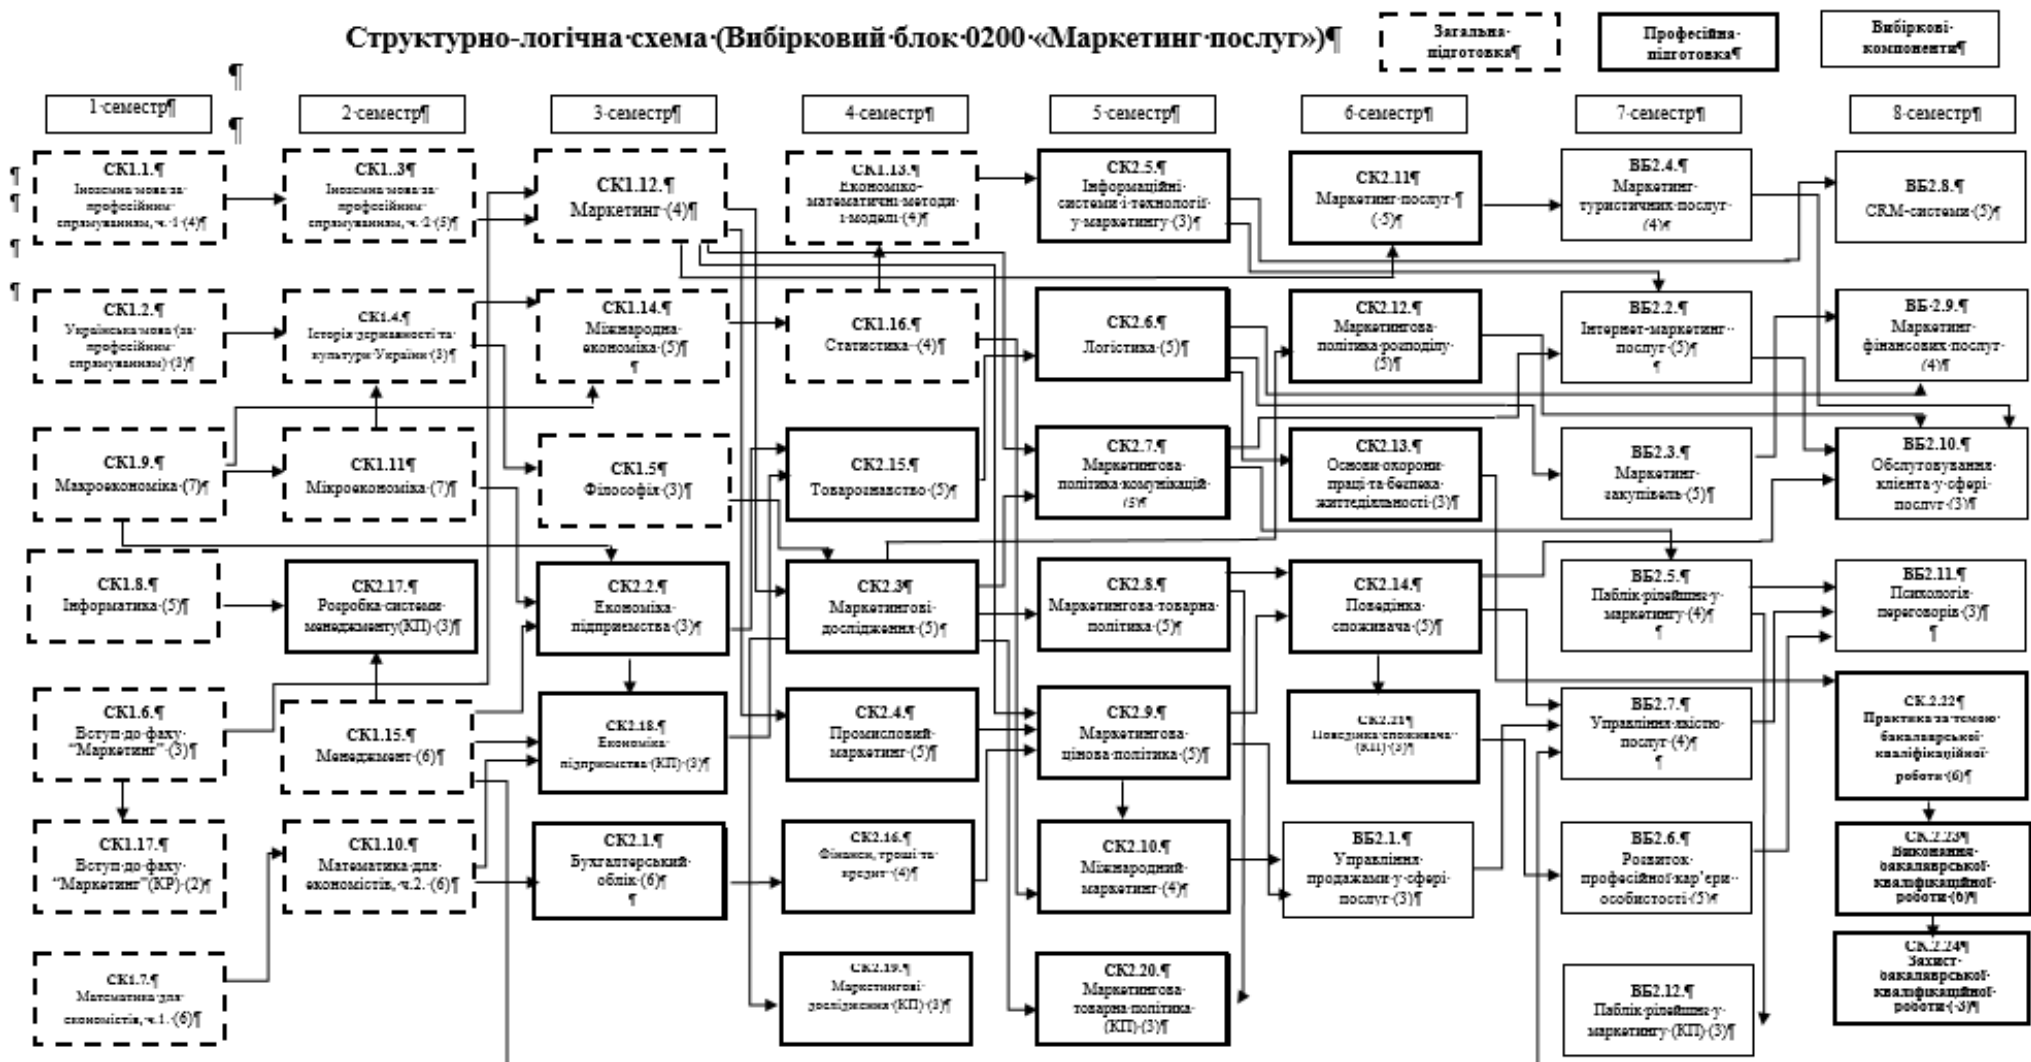 Структурно-логічна·схема·(Вибірковий·блок·0200·«Маркетинг·послуг»)¶
Загальна·
підготовка¶
Професійна·
підготовка¶
Вибіркові·
компоненти¶
¶
¶
¶
¶
¶
¶
1·семестр¶
2·семестр¶
3·семестр¶
4·семестр¶
5·семестр¶
6·семестр¶
7·семестр¶
8·семестр¶
СК1.1.¶
Іноземна·мова·за·
професійним·
спрямуванням,·ч.·1·(4)¶
СК1..3¶
Іноземна·мова·за·
професійним·
спрямуванням,·ч.·2·(5)¶
СК1.12.¶
Маркетинг·(4)¶
СК1.13.¶
Економіко-
математичні·методи·
і·моделі·(4)¶
СК2.5.¶
Інформаційні·
системи·і·технології·
у·маркетингу·(3)¶
СК2.11¶
Маркетинг·послуг·¶
(·5)¶
ВБ2.4.¶
Маркетинг·
туристичних·послуг·
(4)¶
ВБ2.8.¶
CRM-системи·(5)¶
СК1.2.¶
Українська·мова·(за·
професійним·
спрямуванням)·(3)¶
СК1.4.¶
Історія·державності·та·
культури·України·(3)¶
СК1.14.¶
Міжнародна·
економіка·(5)¶
¶
СК1.16.¶
Статистика··(4)¶
СК2.6.¶
Логістика·(5)¶
СК2.12.¶
Маркетингова·
політика·розподілу·
(5)¶
ВБ2.2.¶
Інтернет-маркетинг··
послуг·(5)¶
¶
ВБ·2.9.¶
Маркетинг·
фінансових·послуг·
(4)¶
СК1.9.¶
Макроекономіка·(7)¶
СК1.11¶
Мікроекономіка·(7)¶
СК1.5¶
Філософія·(3)¶
СК2.15.¶
Товарознавство·(5)¶
СК2.7.¶
Маркетингова·
політика·комунікацій·
(5)¶
СК2.13.¶
Основи·охорони·
праці·та·безпека·
життєдіяльності·(3)¶
ВБ2.3.¶
Маркетинг·
закупівель·(5)¶
ВБ2.10.¶
Обслуговування·
клієнта·у·сфері·
послуг·(3)¶
СК1.8.¶
Інформатика·(5)¶
СК2.17.¶
Розробка·системи·
менеджменту(КП)·(3)¶
СК2.2.¶
Економіка·
підприємства·(3)¶
СК2.3¶
Маркетингові·
дослідження·(5)¶
СК2.8.¶
Маркетингова·товарна·
політика·(5)¶
СК2.14.¶
Поведінка·
споживача·(5)¶
ВБ2.5.¶
Паблік·рілейшнз·у·
маркетингу·(4)¶
¶
ВБ2.11.¶
Психологія·
переговорів·(3)¶
¶
СК1.6.¶
Вступ·до·фаху·
“Маркетинг”·(3)¶
СК1.15.¶
Менеджмент·(6)¶
СК2.18.¶
Економіка·
підприємства·(КП)·(3)¶
СК2.4.¶
Промисловий·
маркетинг·(5)¶
СК2.9.¶
Маркетингова·
цінова·політика·(5)¶
СК2.21¶
Поведінка·споживача··
(КП)·(3)¶
ВБ2.7.¶
Управління·якістю·
послуг·(4)¶
¶
СК.2.22¶
Практика·за·темою·
бакалаврської·
кваліфікаційної·
роботи·(6)¶
СК1.17.¶
Вступ·до·фаху·
“Маркетинг”(КР)·(2)¶
СК1.10.¶
Математика·для·
економістів,·ч.2.·(6)¶
СК2.1.¶
Бухгалтерський·
облік·(6)¶
¶
СК2.16.¶
Фінанси,·гроші·та·
кредит··(4)¶
СК2.10.¶
Міжнародний·
маркетинг·(4)¶
ВБ2.1.¶
Управління·
продажами·у·сфері·
послуг·(3)¶
ВБ2.6.¶
Розвиток·
професійної·кар’єри··
особистості·(5)¶
СК.2.23¶
Виконання·
бакалаврської·
кваліфікаційної·
роботи·(6)¶
СК1.7.¶
Математика·для·
економістів,·ч.1.·(6)¶
СК2.19.¶
Маркетингові·
дослідження·(КП)·(3)¶
СК2.20.¶
Маркетингова·
товарна·політика·
(КП)·(3)¶
ВБ2.12.¶
Паблік·рілейшнз·у·
маркетингу·(КП)·(3)¶
СК.2.24¶
Захист·
бакалаврської·
кваліфікаційної·
роботи·(·3)¶